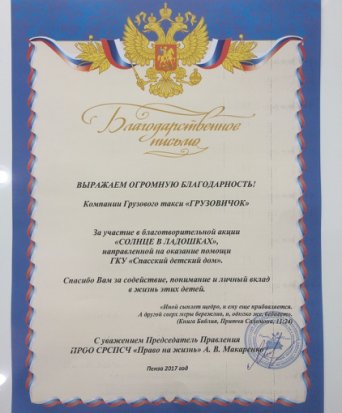 Благодарственное
письмо
ВЫРАЖАЕМ ОГРОМНУЮ БЛАГОДАРНОСТЬ!
Компании Грузового такси «ГРУЗОВИЧОК»
За участие в благотворительной акции
«СОЛНЦЕ В ЛАДОШКАХ»,
направленной на оказание помощи
ГКУ «Спасский детский дом».
Спасибо Вам за содействие, понимание и личный вклад
в жизнь этих детей.
«Иной сыплет щедро, и ему еще прибавляется.
А другой сверх меры бережлив, и, однако же, беднеет.
(Книга Библия, Притчи Соломона, 11:24)
С уважением Председатель Правления
ПРБО СРСПСЧ «Право на жизнь» А. В. Макаренко
Пенза 2017 год